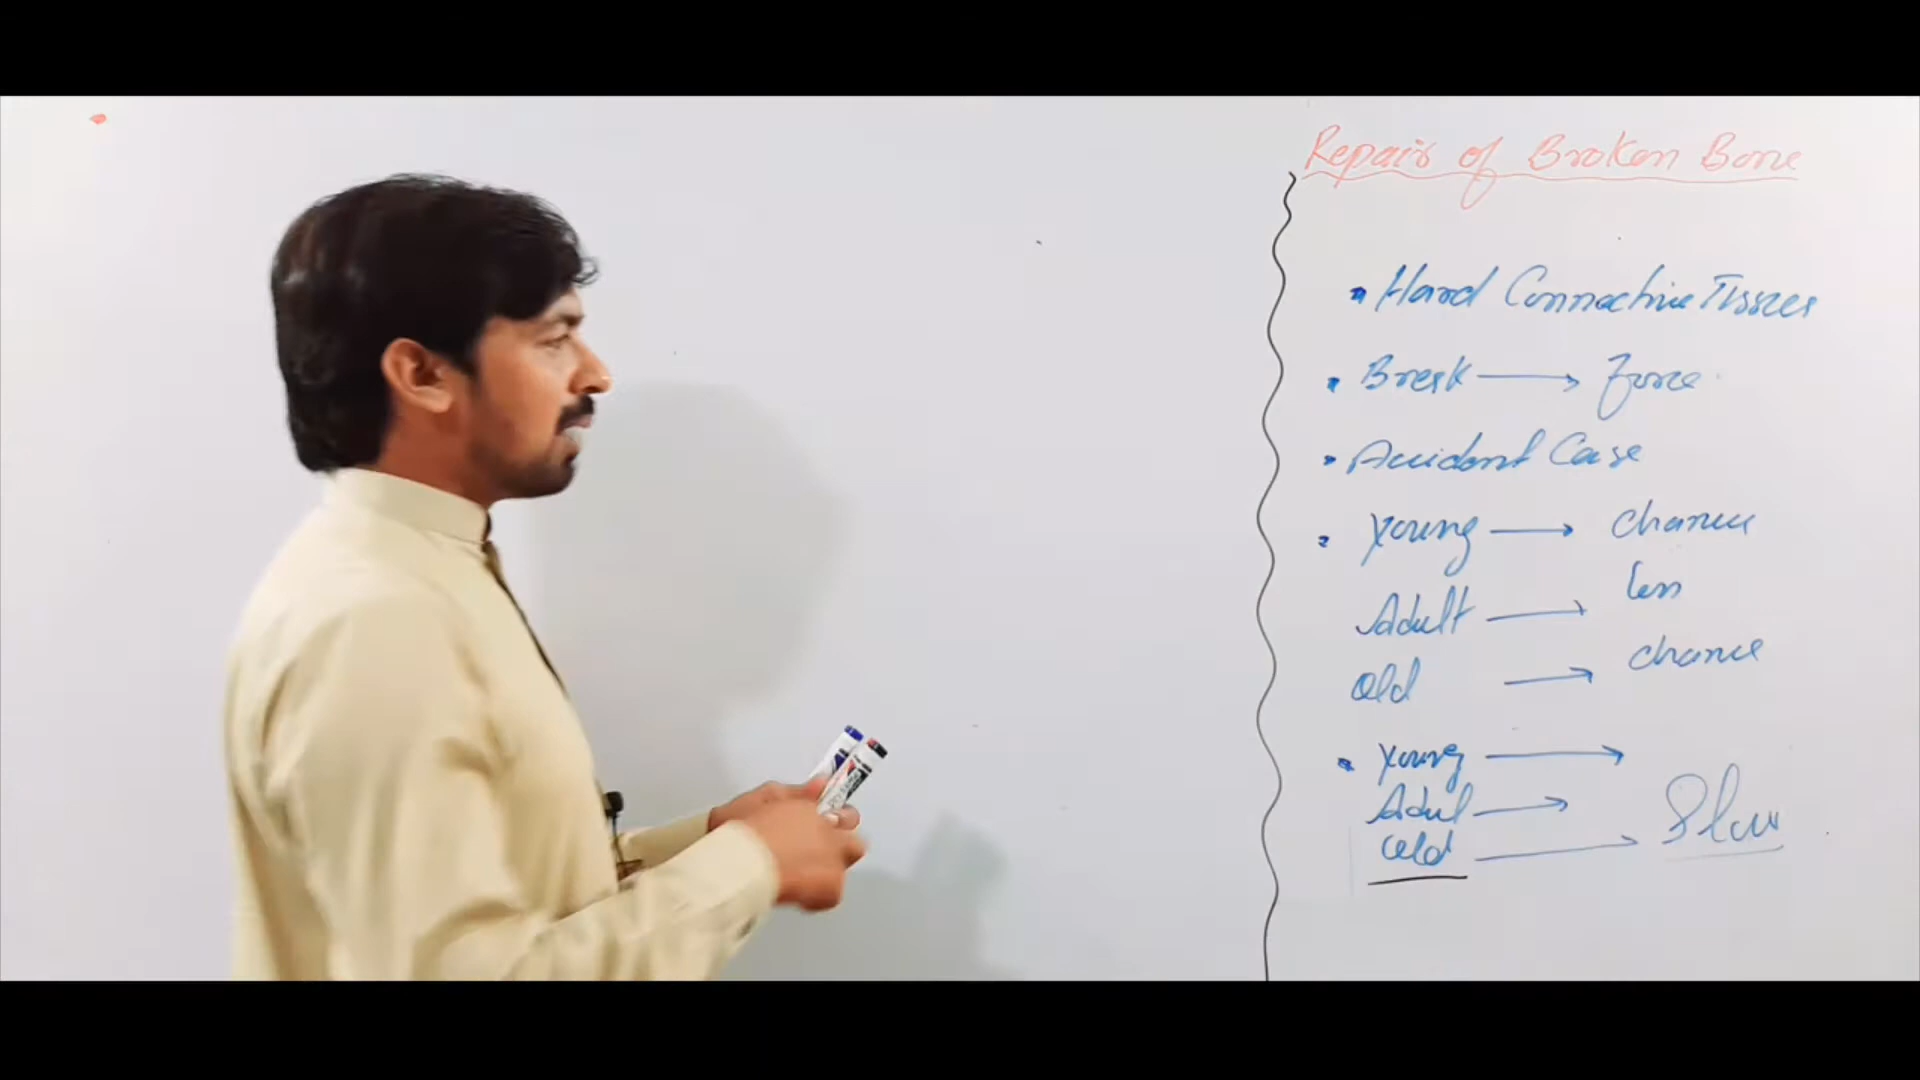 Repair of Broken Bone
Hard Connective Tissues
Break → Force
Accident Case
Young → chance
less
Adult →
chance
Old →
Young →
Adul →
Old → Slow